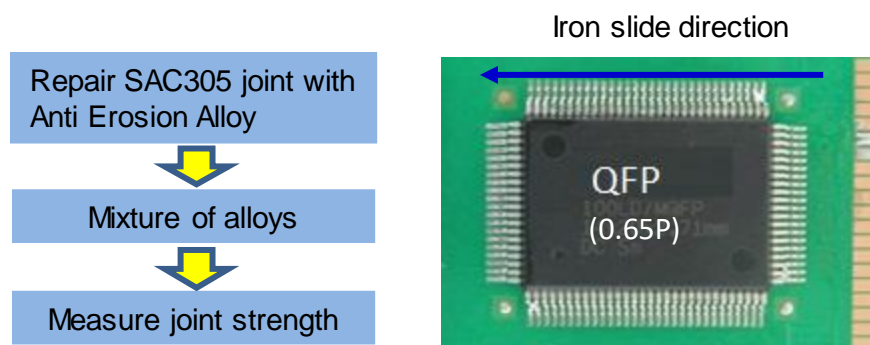 Repair SAC305 joint with
Anti Erosion Alloy
Mixture of alloys
Measure joint strength
Iron slide direction
QFP
(0.65P)